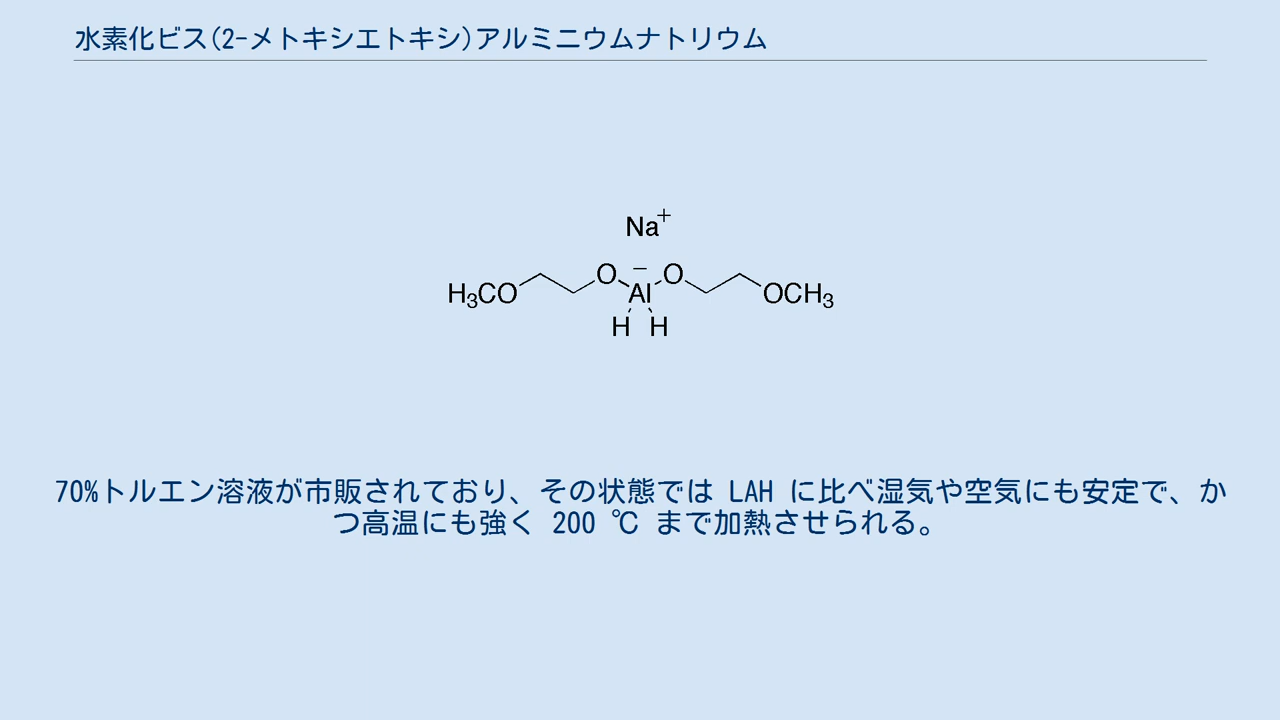 水素化ビス(2-メトキシエトキシ)アルミニウムナトリウム
Na+
H3CO O − O OCH3
Al
H H
70%トルエン溶液が市販されており、その状態では LAH に比べ湿気や空気にも安定で、か
つ高温にも強く 200 ℃ まで加熱させられる。